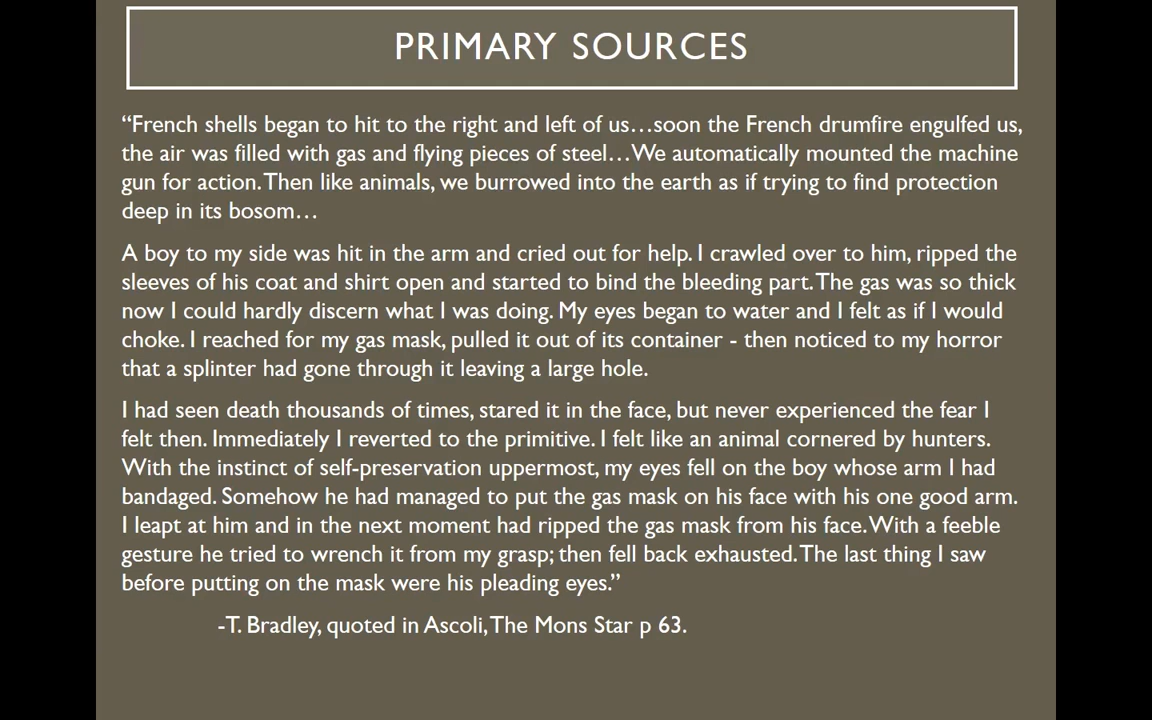 PRIMARY SOURCES
“French shells began to hit to the right and left of us…soon the French drumfire engulfed us,
the air was filled with gas and flying pieces of steel…We automatically mounted the machine
gun for action. Then like animals, we burrowed into the earth as if trying to find protection
deep in its bosom…
A boy to my side was hit in the arm and cried out for help. I crawled over to him, ripped the
sleeves of his coat and shirt open and started to bind the bleeding part. The gas was so thick
now I could hardly discern what I was doing. My eyes began to water and I felt as if I would
choke. I reached for my gas mask, pulled it out of its container - then noticed to my horror
that a splinter had gone through it leaving a large hole.
I had seen death thousands of times, stared it in the face, but never experienced the fear I
felt then. Immediately I reverted to the primitive. I felt like an animal cornered by hunters.
With the instinct of self-preservation uppermost, my eyes fell on the boy whose arm I had
bandaged. Somehow he had managed to put the gas mask on his face with his one good arm.
I leapt at him and in the next moment had ripped the gas mask from his face. With a feeble
gesture he tried to wrench it from my grasp; then fell back exhausted. The last thing I saw
before putting on the mask were his pleading eyes.”
-T. Bradley, quoted in Ascoli, The Mons Star p 63.